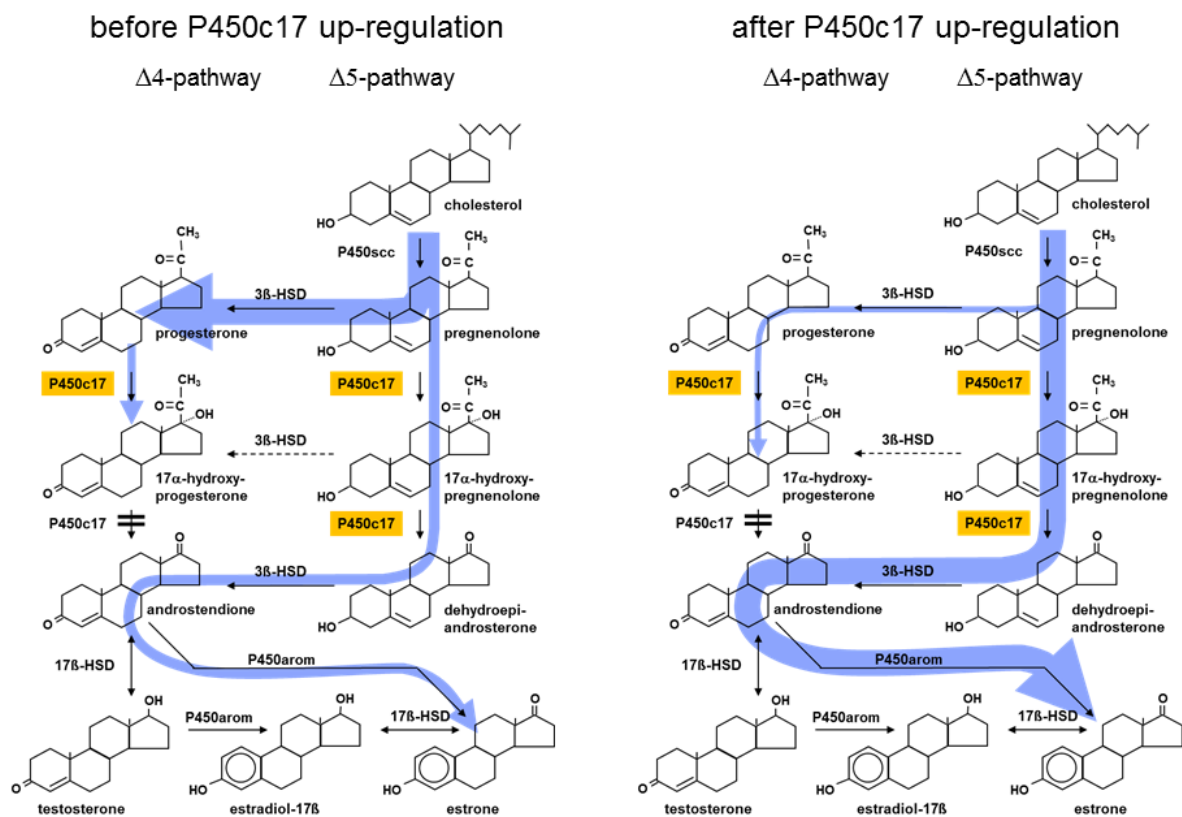 before P450c17 up-regulation
Δ4-pathway Δ5-pathway
cholesterol
HO
P450scc
CH3
O=C
3ß-HSD
progesterone
O
CH3
O=C
pregnenolone
HO
P450c17
P450c17
CH3
O=C
OH
3ß-HSD
17α-hydroxy-
progesterone
O
CH3
O=C
OH
17α-hydroxy-
pregnenolone
HO
P450c17
P450c17
O
3ß-HSD
androstendione
O
O
dehydroepi-
androsterone
HO
17ß-HSD
P450arom
OH
P450arom
OH
17ß-HSD
O
O
HO
HO
testosterone
estradiol-17ß
estrone
after P450c17 up-regulation
Δ4-pathway Δ5-pathway
cholesterol
HO
P450scc
CH3
O=C
3ß-HSD
progesterone
O
CH3
O=C
pregnenolone
HO
P450c17
P450c17
CH3
O=C
OH
3ß-HSD
17α-hydroxy-
progesterone
O
CH3
O=C
OH
17α-hydroxy-
pregnenolone
HO
P450c17
P450c17
O
3ß-HSD
androstendione
O
O
dehydroepi-
androsterone
HO
17ß-HSD
P450arom
OH
P450arom
OH
17ß-HSD
O
O
HO
HO
testosterone
estradiol-17ß
estrone